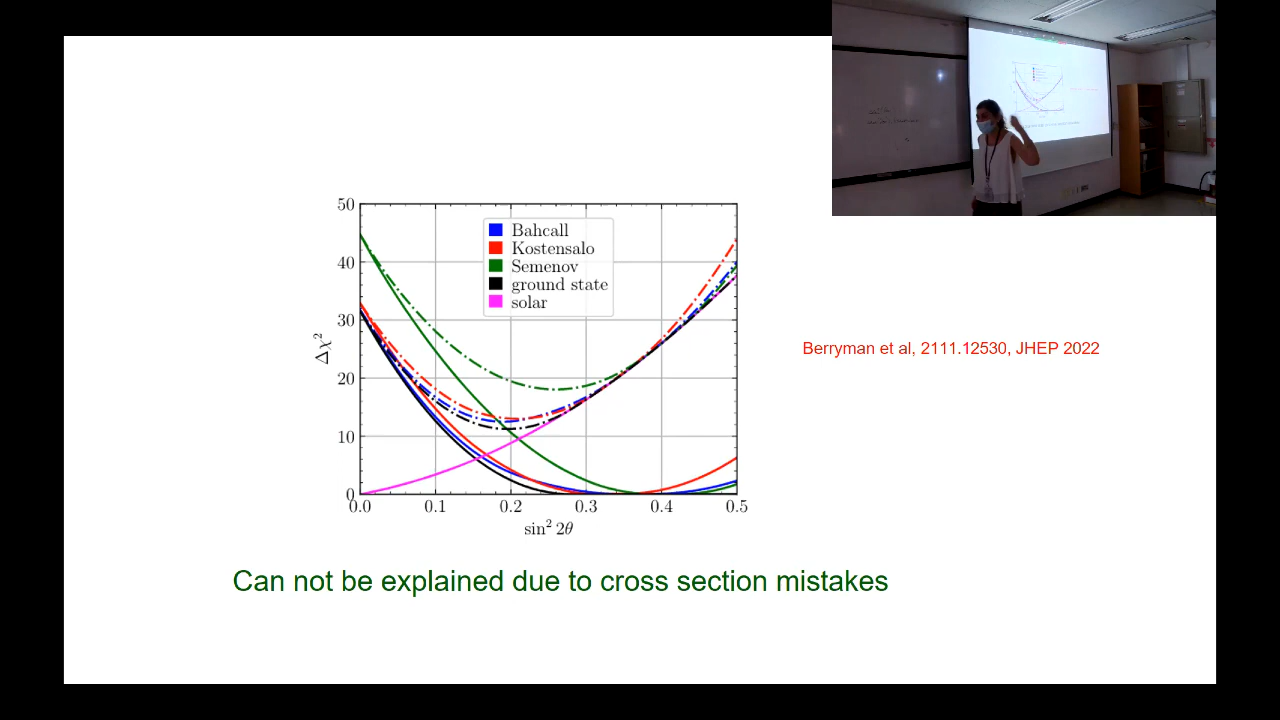 50
40
30
20
10
0
0.0 0.1 0.2 0.3 0.4 0.5
Δχ²
sin² 2θ
Bahcall
Kostensalo
Semenov
ground state
solar
Berryman et al, 2111.12530, JHEP 2022
Can not be explained due to cross section mistakes